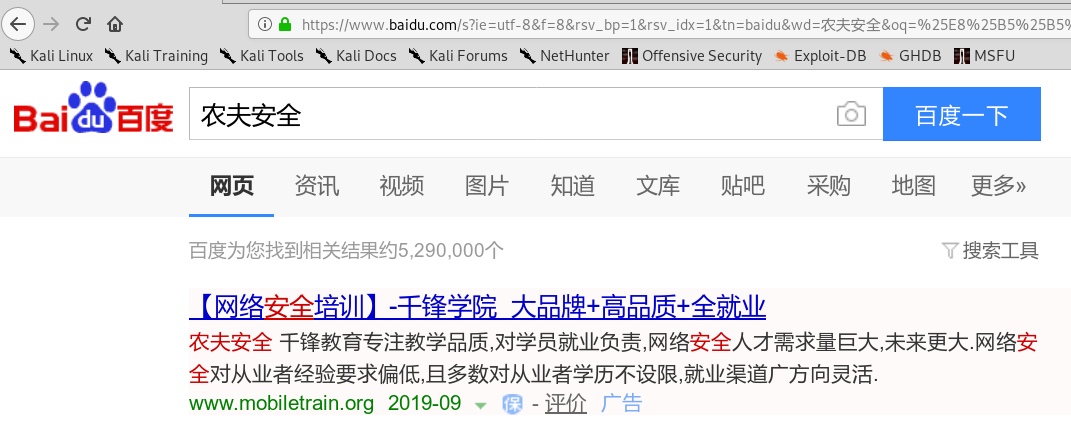 https://www.baidu.com/s?ie=utf-8&f=8&rsv_bp=1&rsv_idx=1&tn=baidu&wd=农夫安全&oq=%25E8%25B5%25B5%
Kali Linux Kali Training Kali Tools Kali Docs Kali Forums NetHunter Offensive Security Exploit-DB GHDB MSFU
Bai du 百度 农夫安全 百度一下
网页 资讯 视频 图片 知道 文库 贴吧 采购 地图 更多»
百度为您找到相关结果约5,290,000个 搜索工具
【网络安全培训】-千锋学院_大品牌+高品质+全就业
农夫安全 千锋教育专注教学品质,对学员就业负责,网络安全人才需求量巨大,未来更大.网络安
全对从业者经验要求偏低,且多数对从业者学历不设限,就业渠道广方向灵活.
www.mobiletrain.org 2019-09 保 - 评价 广告